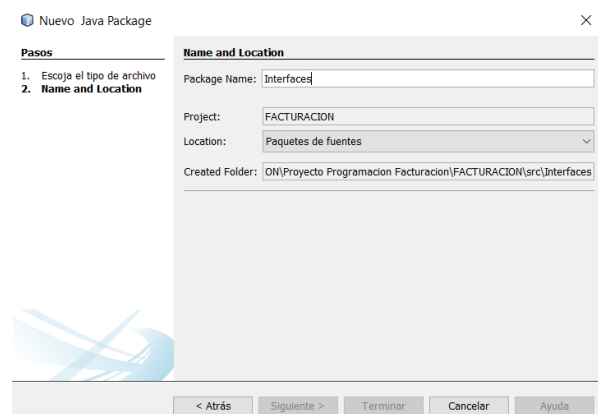 Nuevo Java Package
Pasos
1. Escoja el tipo de archivo
2. Name and Location
Name and Location
Package Name: Interfaces
Project: FACTURACION
Location: Paquetes de fuentes
Created Folder: ON\Proyecto Programacion Facturacion\FACTURACION\src\Interfaces
< Atrás Siguiente > Terminar Cancelar Ayuda